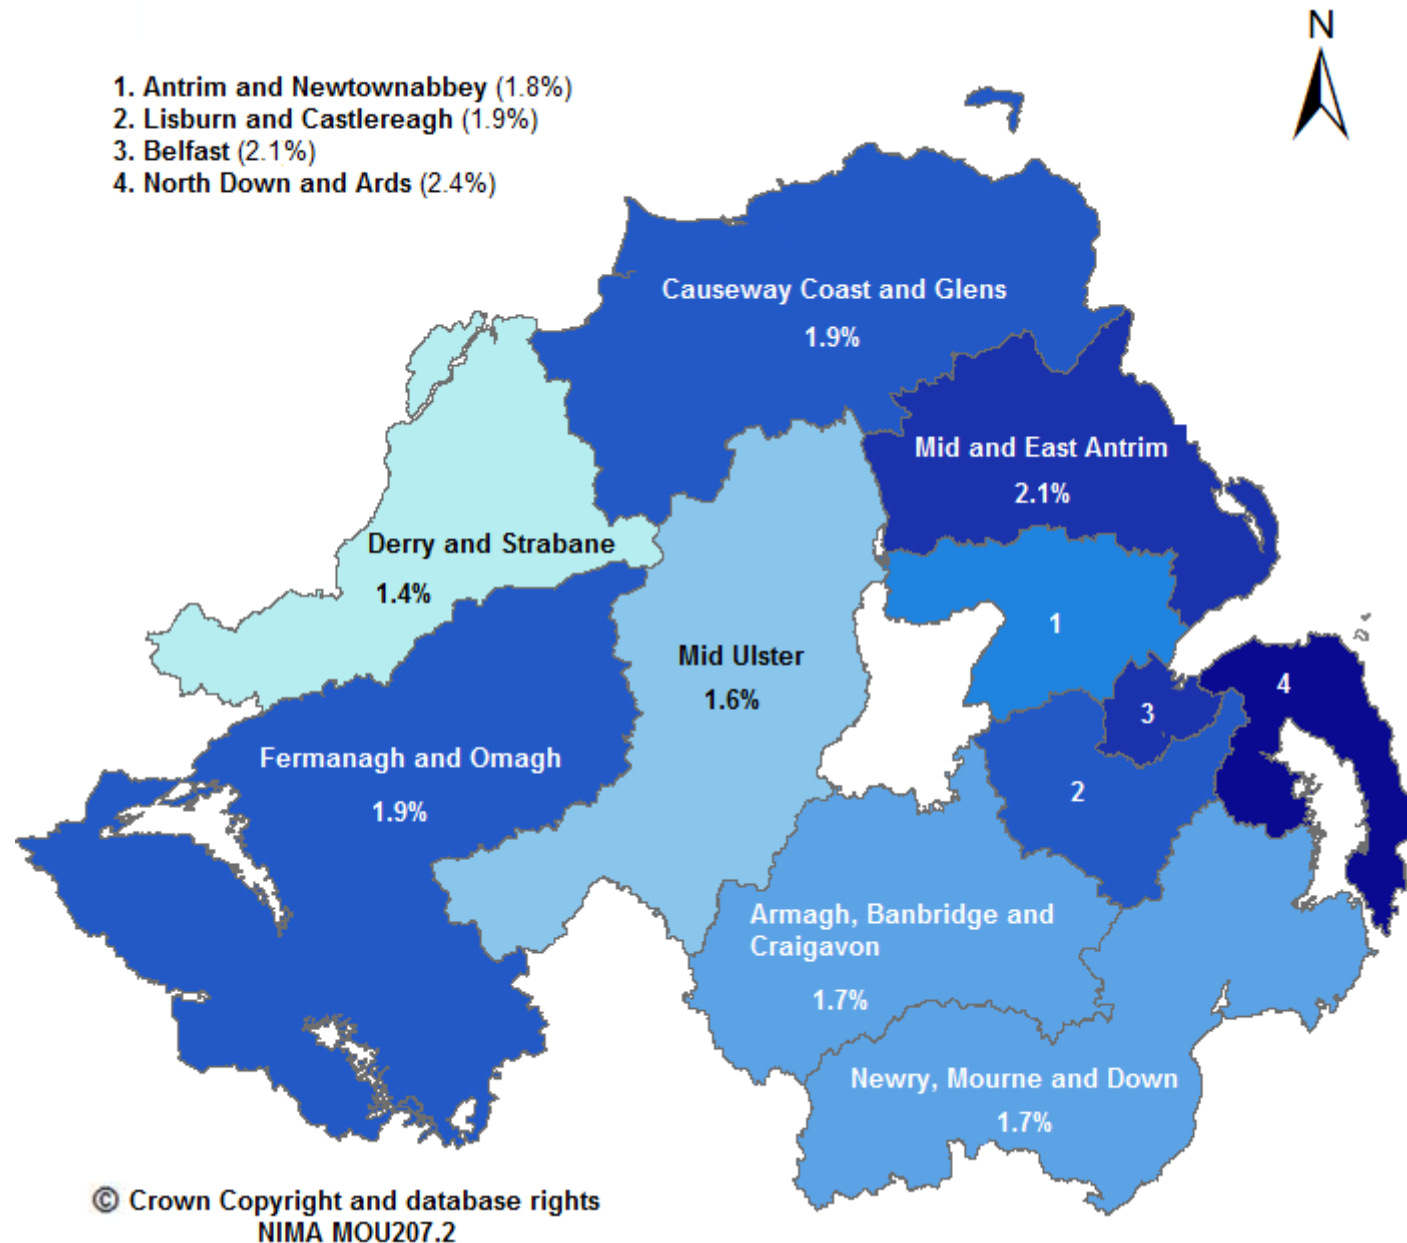 N
1. Antrim and Newtownabbey (1.8%)
2. Lisburn and Castlereagh (1.9%)
3. Belfast (2.1%)
4. North Down and Ards (2.4%)
Causeway Coast and Glens
1.9%
Mid and East Antrim
2.1%
Derry and Strabane
1.4%
1
Mid Ulster
1.6%
4
3
Fermanagh and Omagh
1.9%
2
Armagh, Banbridge and
Craigavon
1.7%
Newry, Mourne and Down
1.7%
© Crown Copyright and database rights
NIMA MOU207.2